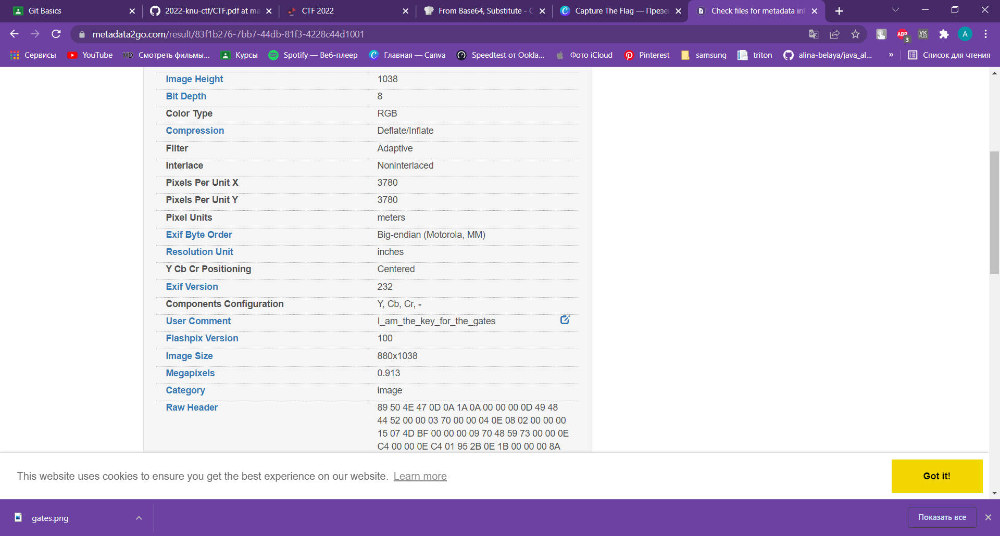 Git Basics
2022-knu-ctf/CTF.pdf at ma
CTF 2022
From Base64, Substitute - C
Capture The Flag — Презе
Check files for metadata inf
metadata2go.com/result/83f1b276-7bb7-44db-81f3-4228c44d1001
ABP
3
VK
FLEX
A
Сервисы
YouTube
HD Смотреть фильмы...
Курсы
Spotify — Веб-плеер
Главная — Canva
Speedtest от Ookla...
Фото iCloud
Pinterest
samsung
triton
alina-belaya/java_al...
»
Список для чтения
Image Height 1038
Bit Depth 8
Color Type RGB
Compression Deflate/Inflate
Filter Adaptive
Interlace Noninterlaced
Pixels Per Unit X 3780
Pixels Per Unit Y 3780
Pixel Units meters
Exif Byte Order Big-endian (Motorola, MM)
Resolution Unit inches
Y Cb Cr Positioning Centered
Exif Version 232
Components Configuration Y, Cb, Cr, -
User Comment I_am_the_key_for_the_gates
Flashpix Version 100
Image Size 880x1038
Megapixels 0.913
Category image
Raw Header 89 50 4E 47 0D 0A 1A 0A 00 00 00 0D 49 48
44 52 00 00 03 70 00 00 04 0E 08 02 00 00 00
15 07 4D BF 00 00 00 09 70 48 59 73 00 00 0E
C4 00 00 0E C4 01 95 2B 0E 1B 00 00 00 8A
This website uses cookies to ensure you get the best experience on our website. Learn more
Got it!
gates.png
Показать все